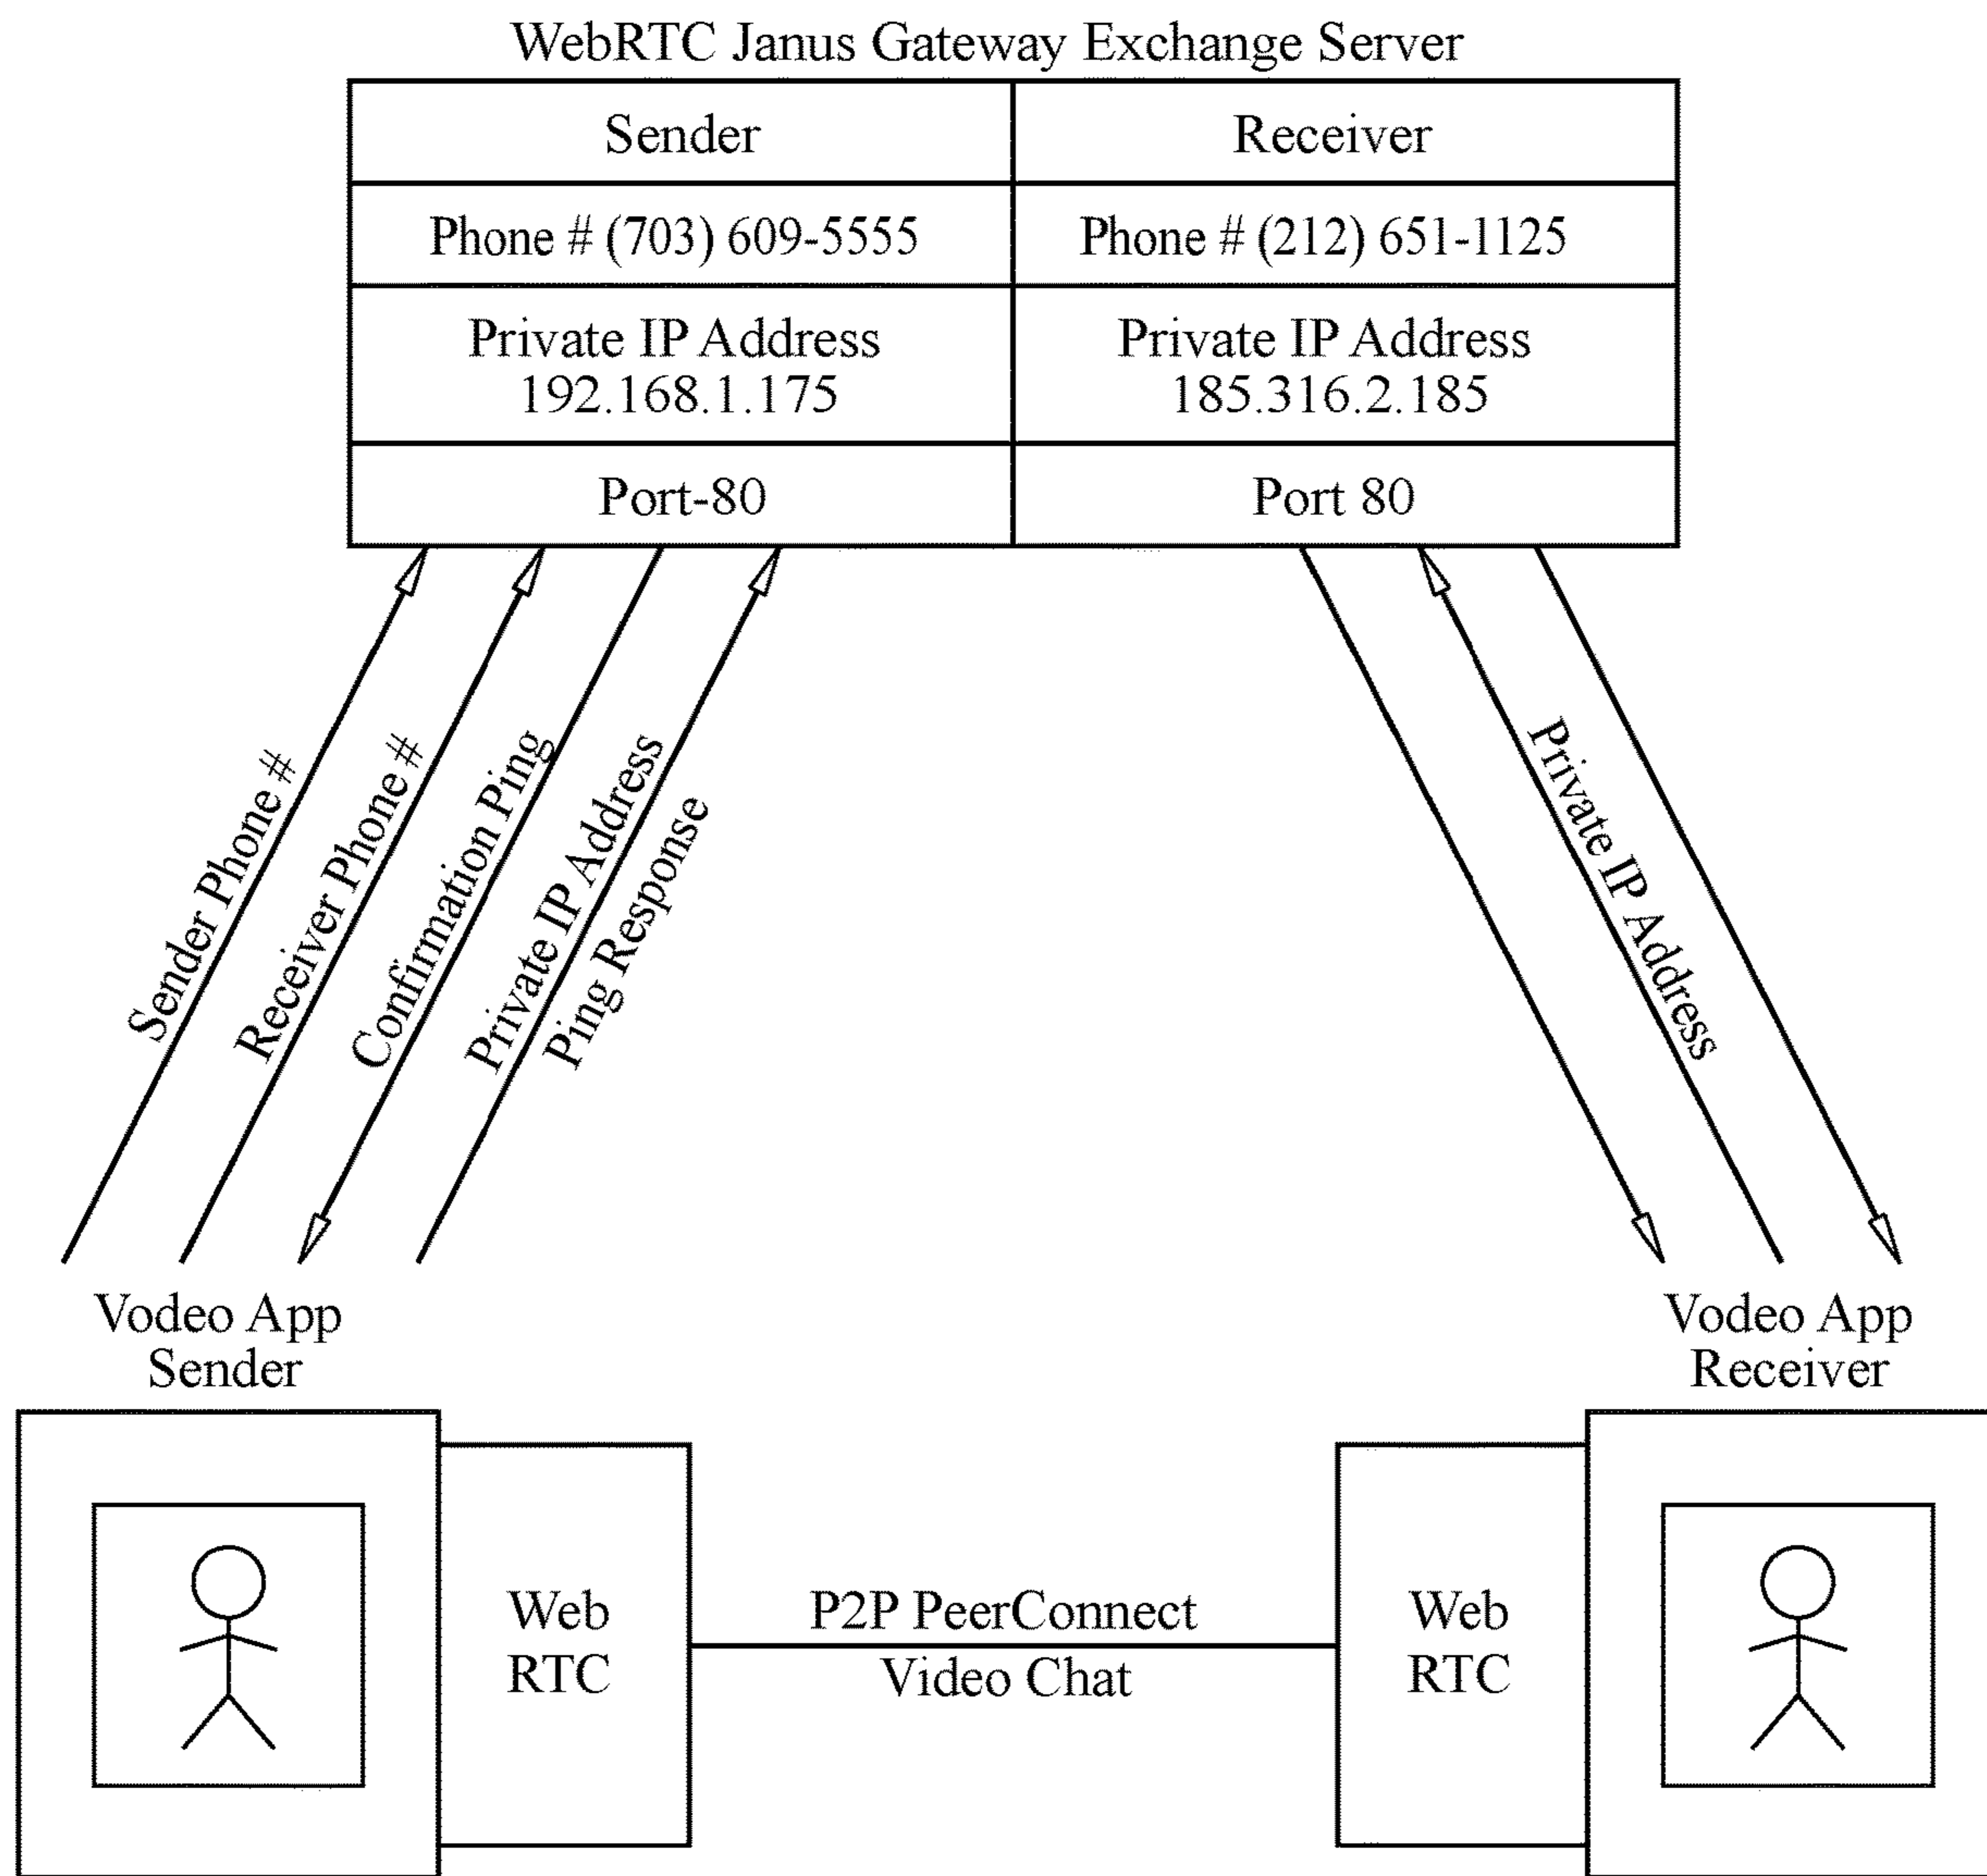 WebRTC Janus Gateway Exchange Server
Sender
Receiver
Phone # (703) 609-5555
Phone # (212) 651-1125
Private IP Address
192.168.1.175
Private IP Address
185.316.2.185
Port-80
Port 80
Sender Phone #
Receiver Phone #
Confirmation Ping
Private IP Address
Ping Response
Private IP Address
Vodeo App
Sender
Vodeo App
Receiver
Web
RTC
P2P PeerConnect
Video Chat
Web
RTC